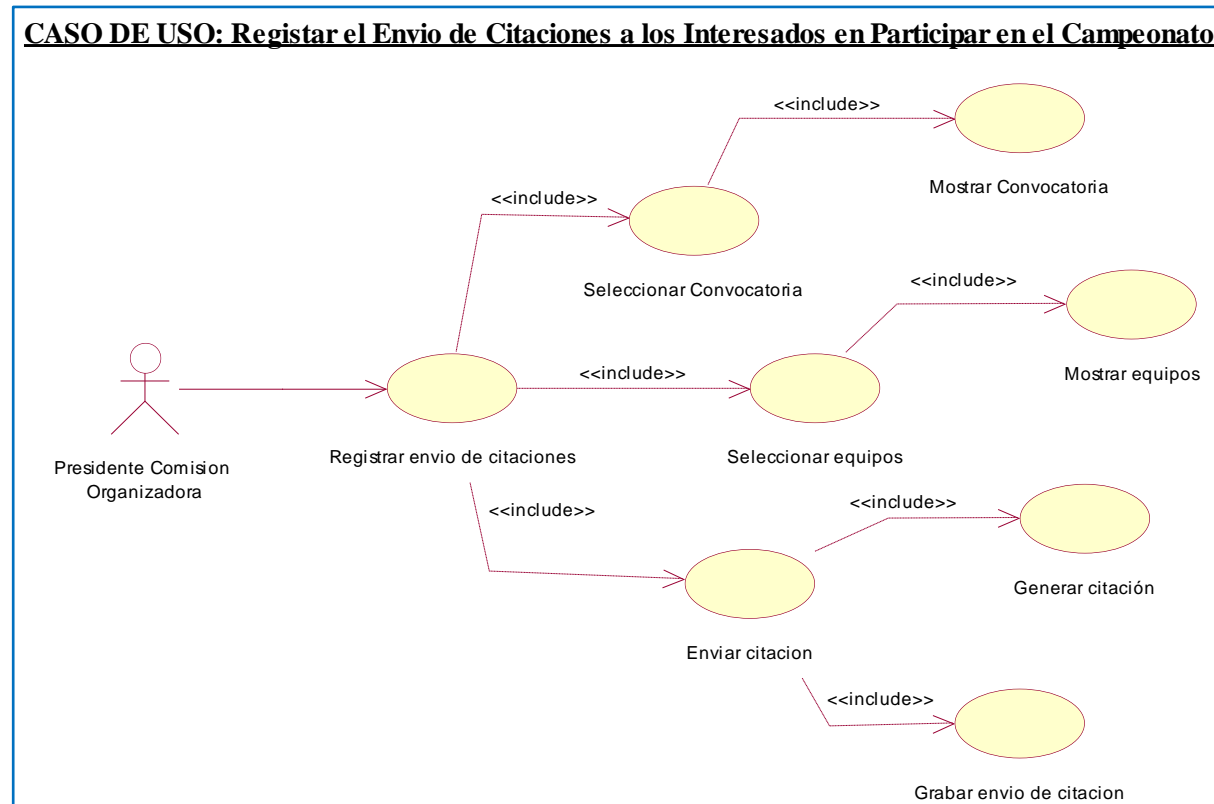 CASO DE USO: Registar el Envio de Citaciones a los Interesados en Participar en el Campeonato
<<include>>
Mostrar Convocatoria
<<include>>
Seleccionar Convocatoria
<<include>>
Mostrar equipos
<<include>>
Presidente Comision
Organizadora
Registrar envio de citaciones
Seleccionar equipos
<<include>>
<<include>>
Generar citación
Enviar citacion
<<include>>
Grabar envio de citacion